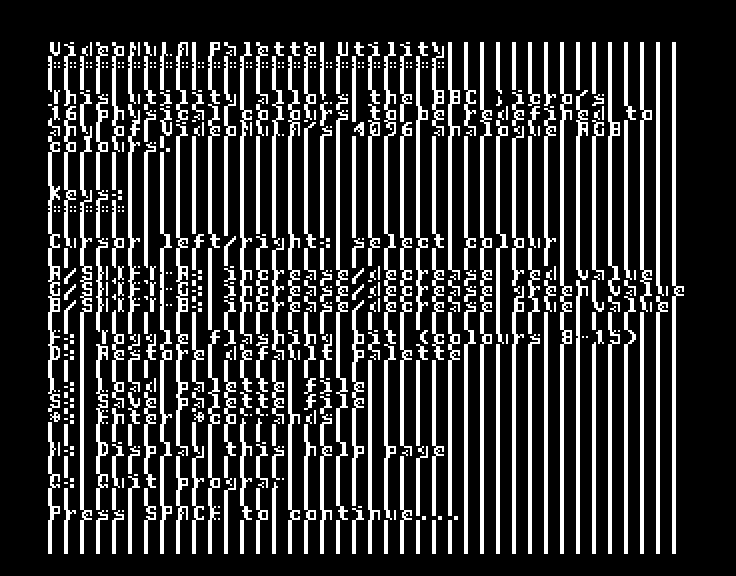 VideoNuLA Palette Utility
=========================
This utility allows the BBC Micro's
16 physical colours to be redefined to
any of VideoNuLA's 4096 analogue RGB
colours.
Keys:
=====
Cursor left/right: select colour
R/SHIFT-R: increase/decrease red value
G/SHIFT-G: increase/decrease green value
B/SHIFT-B: increase/decrease blue value
F: Toggle flashing bit (colours 8-15)
D: Restore default palette
L: Load palette file
S: Save palette file
*: Enter *commands
H: Display this help page
Q: Quit program
Press SPACE to continue...